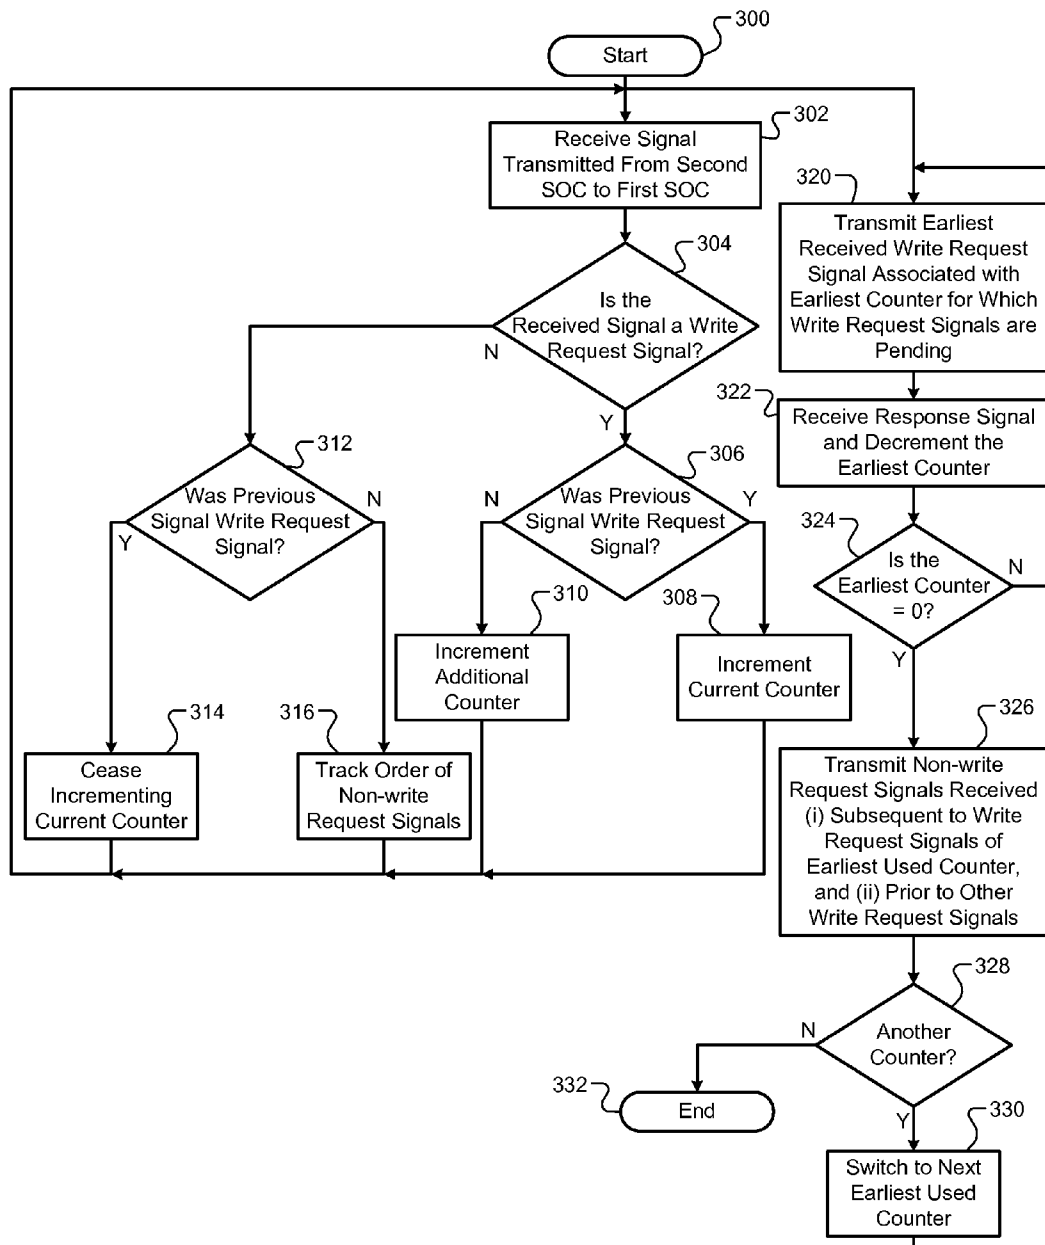 300
Start
302
Receive Signal
Transmitted From Second
SOC to First SOC
304
Is the
Received Signal a Write
Request Signal?
N
Y
312
Was Previous
Signal Write Request
Signal?
Y
N
306
Was Previous
Signal Write Request
Signal?
N
Y
310
Increment
Additional
Counter
308
Increment
Current Counter
314
Cease
Incrementing
Current Counter
316
Track Order of
Non-write
Request Signals
320
Transmit Earliest
Received Write Request
Signal Associated with
Earliest Counter for Which
Write Request Signals are
Pending
322
Receive Response Signal
and Decrement the
Earliest Counter
324
Is the
Earliest Counter
= 0?
N
Y
326
Transmit Non-write
Request Signals Received
(i) Subsequent to Write
Request Signals of
Earliest Used Counter,
and (ii) Prior to Other
Write Request Signals
328
Another
Counter?
N
Y
332
End
330
Switch to Next
Earliest Used
Counter